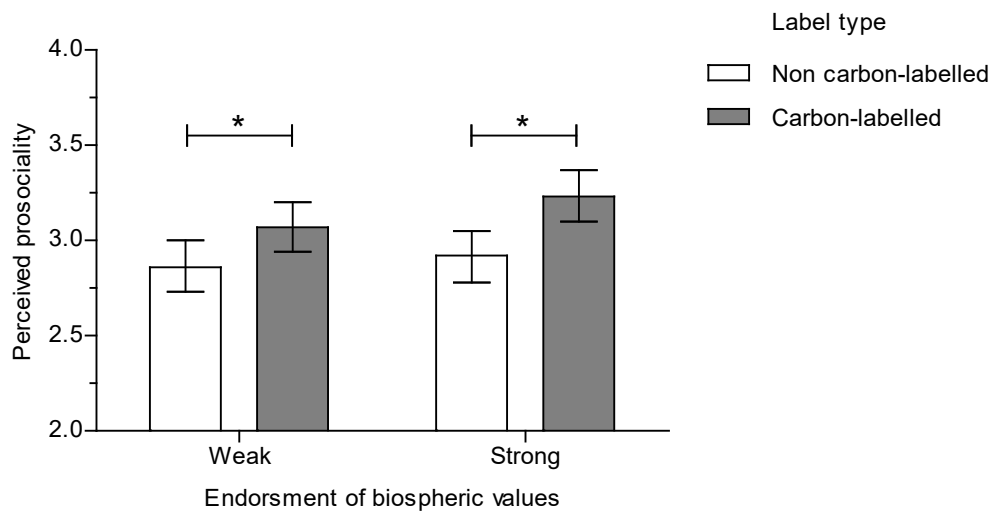 Label type
Non carbon-labelled
Carbon-labelled
4.0
3.5
3.0
2.5
2.0
Perceived prosociality
*
*
Weak
Strong
Endorsment of biospheric values